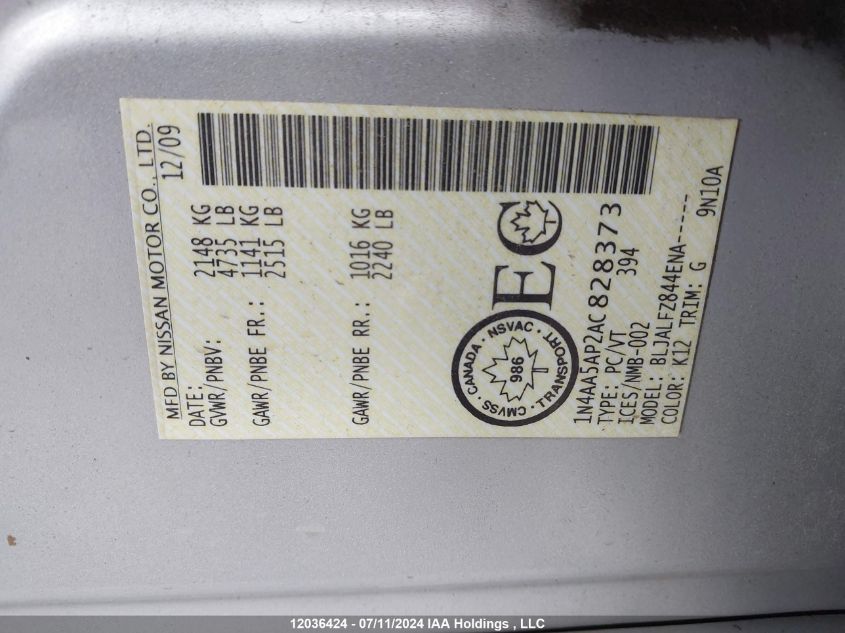 MFD BY NISSAN MOTOR CO., LTD.
DATE: 12/09
GVWR/PNBV: 2148 KG
4735 LB
GAWR/PNBE FR.: 1141 KG
2515 LB
GAWR/PNBE RR.: 1016 KG
2240 LB
CANADA · NSVAC · TRANSPORT · CMVSS ·
986
EC
1N4AA5AP2AC828373
TYPE: PC/VT 394
ICES/NMB-002
MODEL: BLJALFZ844ENA-----
COLOR: K12 TRIM: G 9N10A
12036424 - 07/11/2024 IAA Holdings , LLC